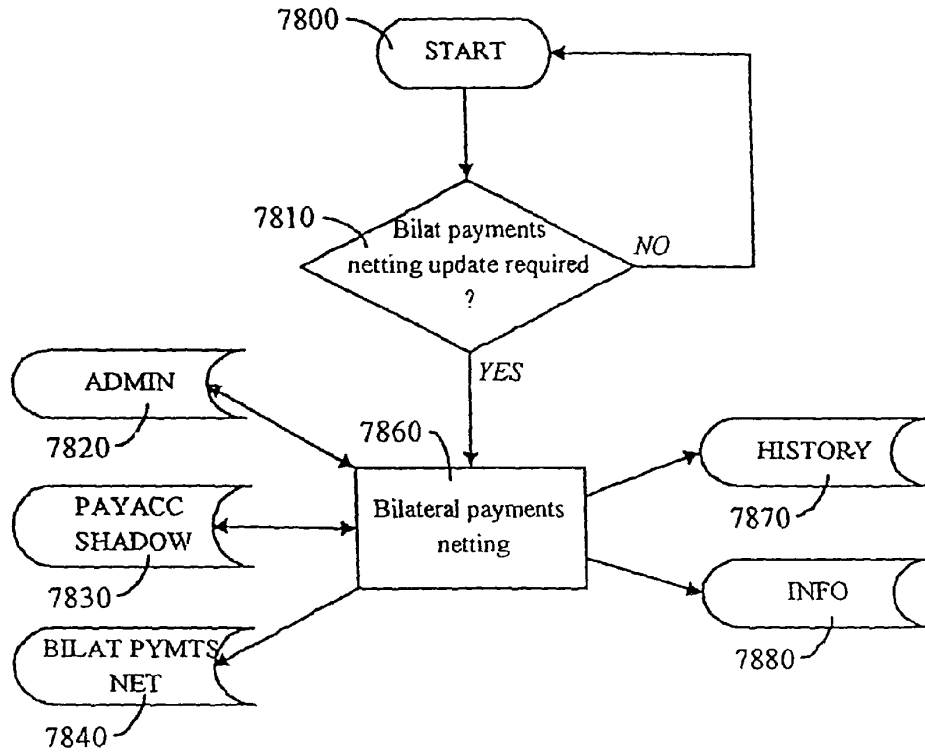 7800
START
7810
Bilat payments
netting update required
?
NO
YES
ADMIN
7820
7860
HISTORY
7870
PAYACC
SHADOW
7830
Bilateral payments
netting
INFO
7880
BILAT PYMTS
NET
7840